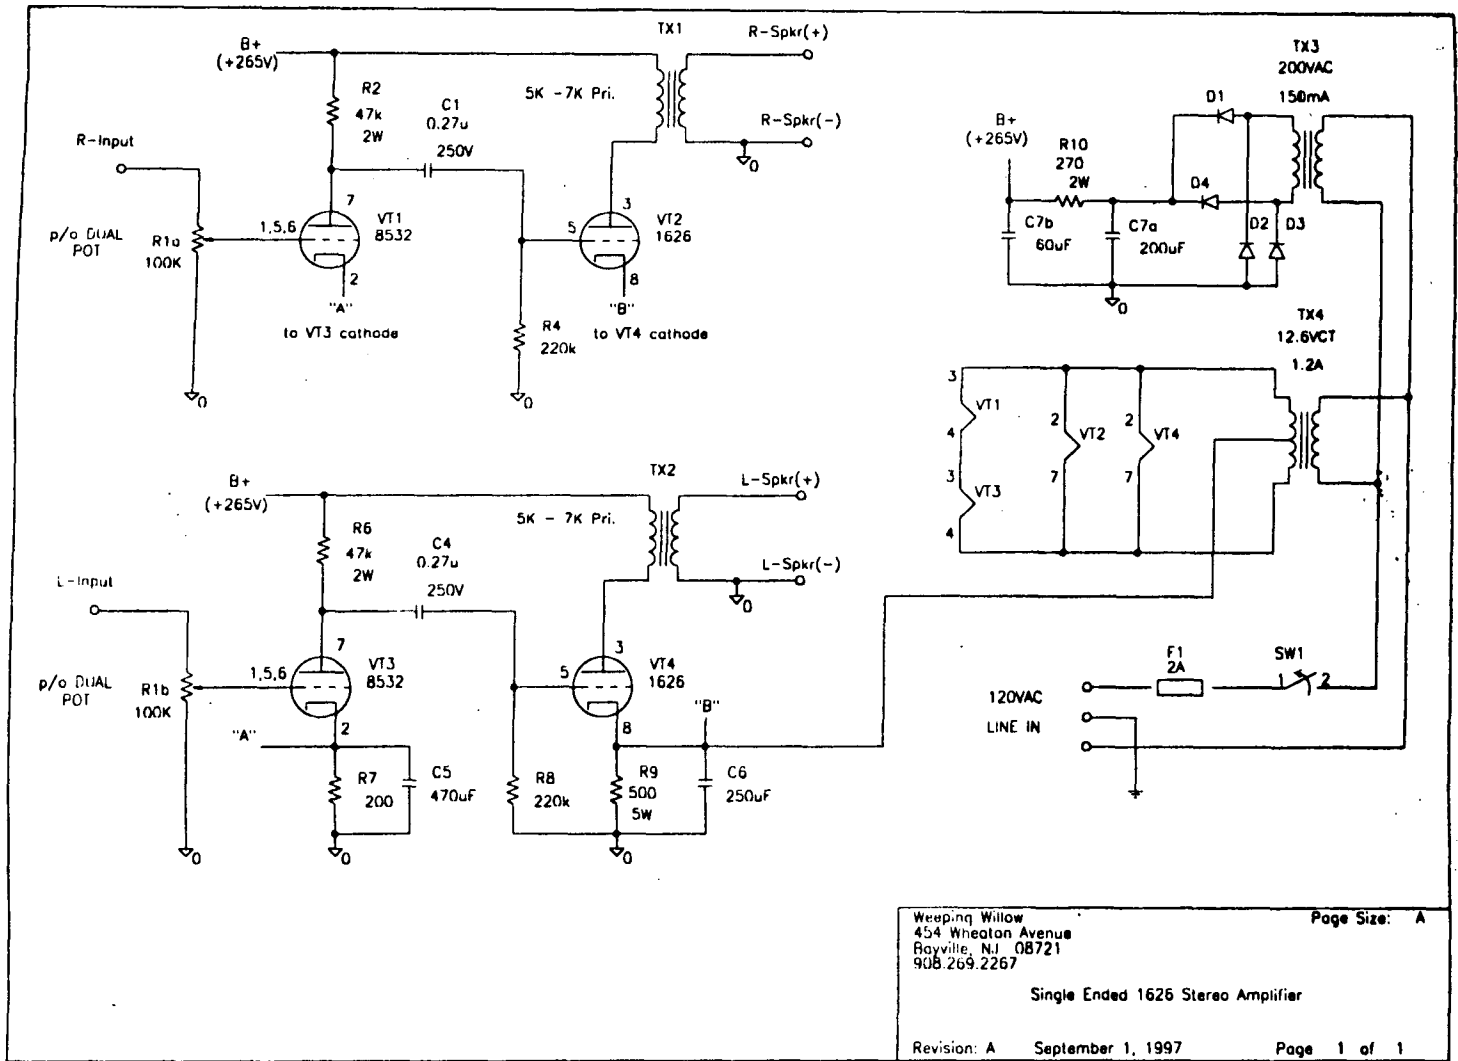 TX1
R-Spkr(+)
B+
(+265V)
R2
47k
2W
C1
0.27u
250V
5K -7K Pri.
R-Spkr(-)
0
R-Input
7
VT1
8532
1,5,6
p/o DUAL
POT
R1a
100K
2
"A"
to VT3 cathode
0
3
VT2
1626
5
8
"B"
to VT4 cathode
R4
220k
0
TX3
200VAC
150mA
D1
B+
(+265V)
R10
270
2W
D4
C7b
60uF
C7a
200uF
D2
D3
0
TX4
12.6VCT
1.2A
3
VT1
4
3
VT3
4
2
VT2
7
2
VT4
7
TX2
L-Spkr(+)
B+
(+265V)
R6
47k
2W
C4
0.27u
250V
5K - 7K Pri.
L-Spkr(-)
0
L-Input
7
VT3
8532
1,5,6
p/o DUAL
POT
R1b
100K
2
"A"
R7
200
C5
470uF
0
0
3
VT4
1626
5
8
"B"
R8
220k
R9
500
5W
C6
250uF
0
F1
2A
SW1
1
2
120VAC
LINE IN
Weeping Willow
Page Size: A
454 Wheaton Avenue
Bayville, NJ 08721
908.269.2267
Single Ended 1626 Stereo Amplifier
Revision: A September 1, 1997 Page 1 of 1